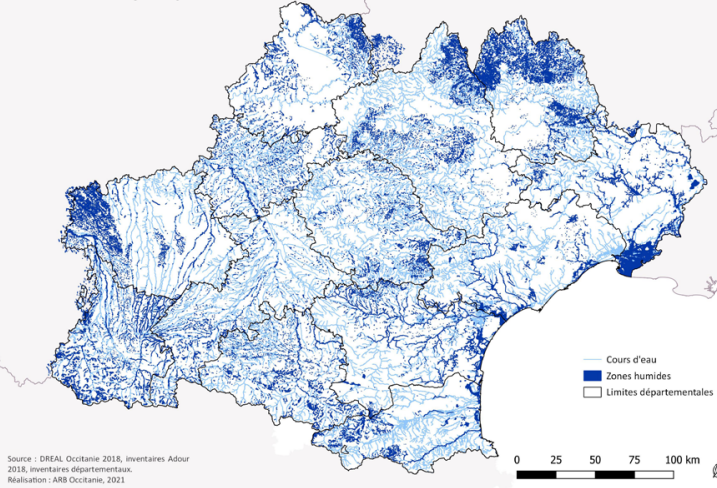 Cours d'eau
Zones humides
Limites départementales
Source : DREAL Occitanie 2018, inventaires Adour
2018, inventaires départementaux.
Réalisation : ARB Occitanie, 2021
0 25 50 75 100 km